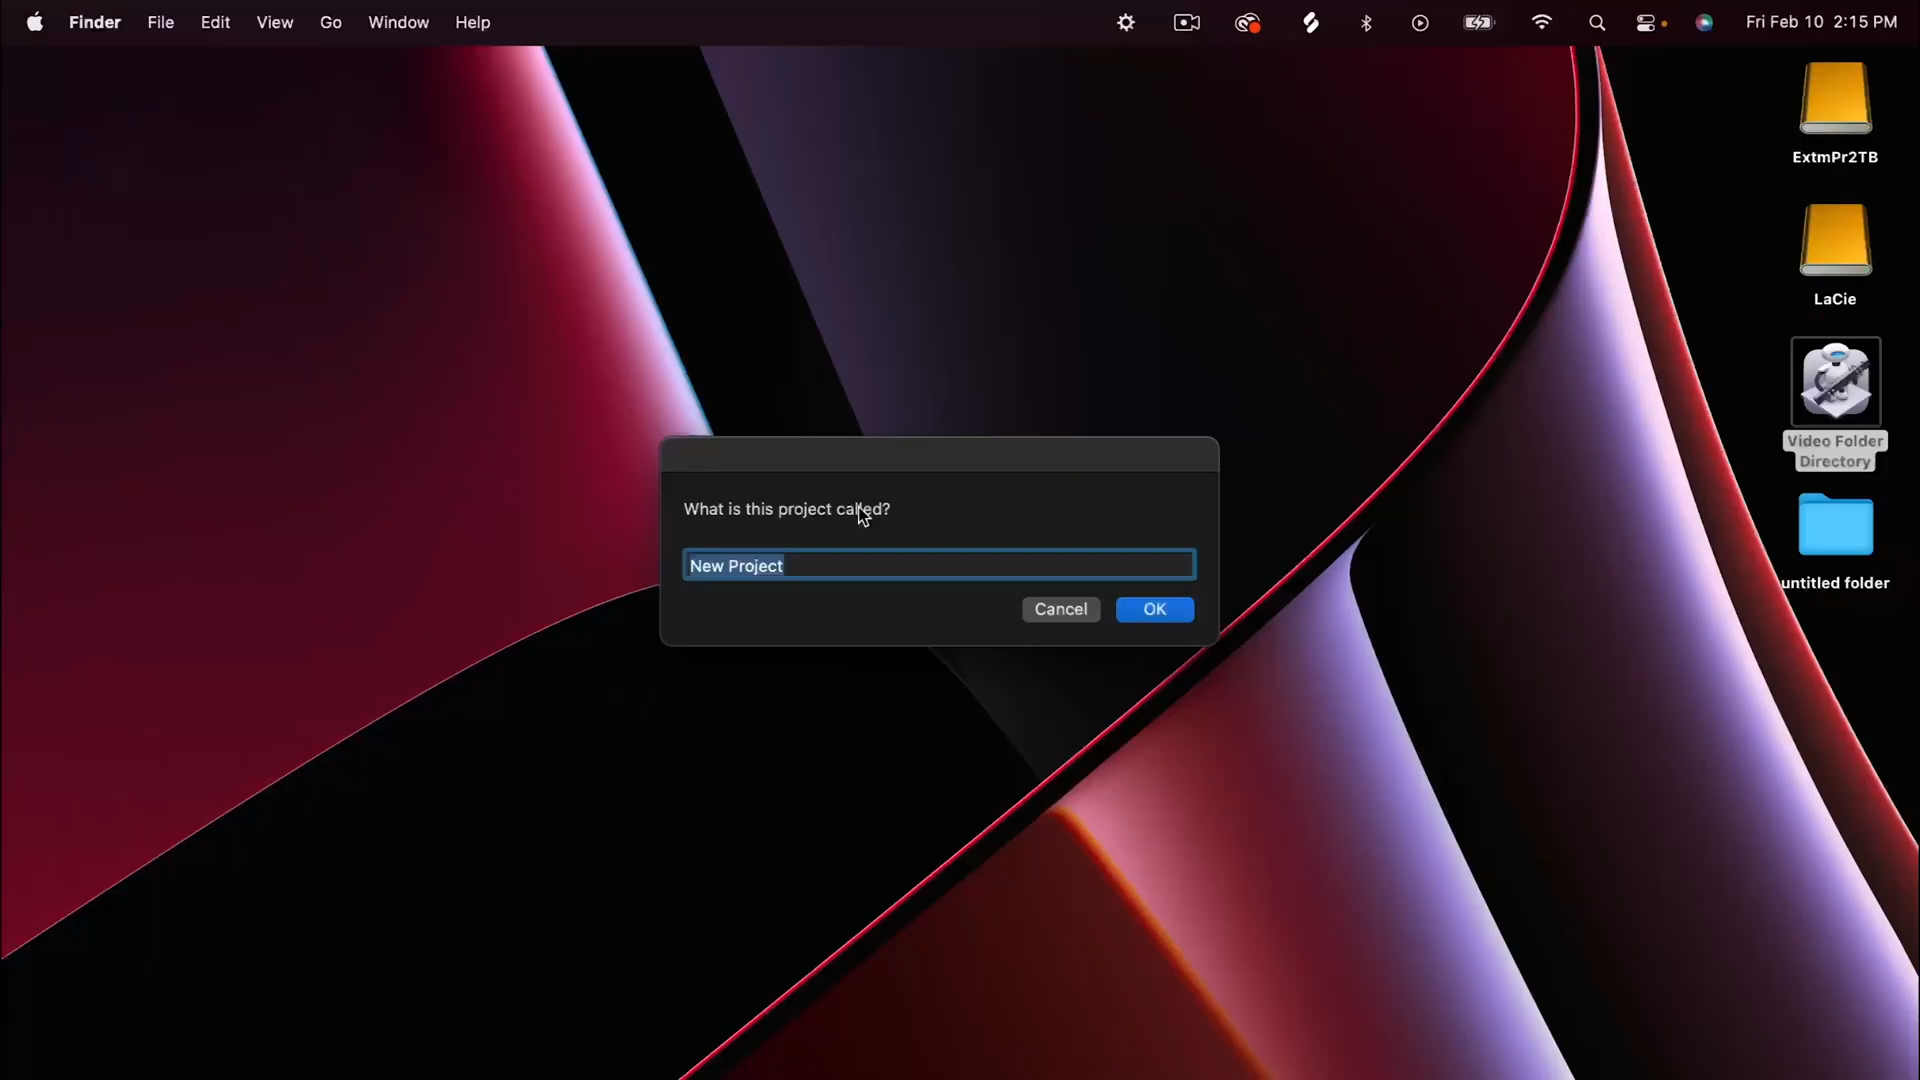 Finder File Edit View Go Window Help Fri Feb 10 2:15 PM
ExtmPr2TB
LaCie
Video Folder
Directory
untitled folder
What is this project called?
New Project
Cancel OK